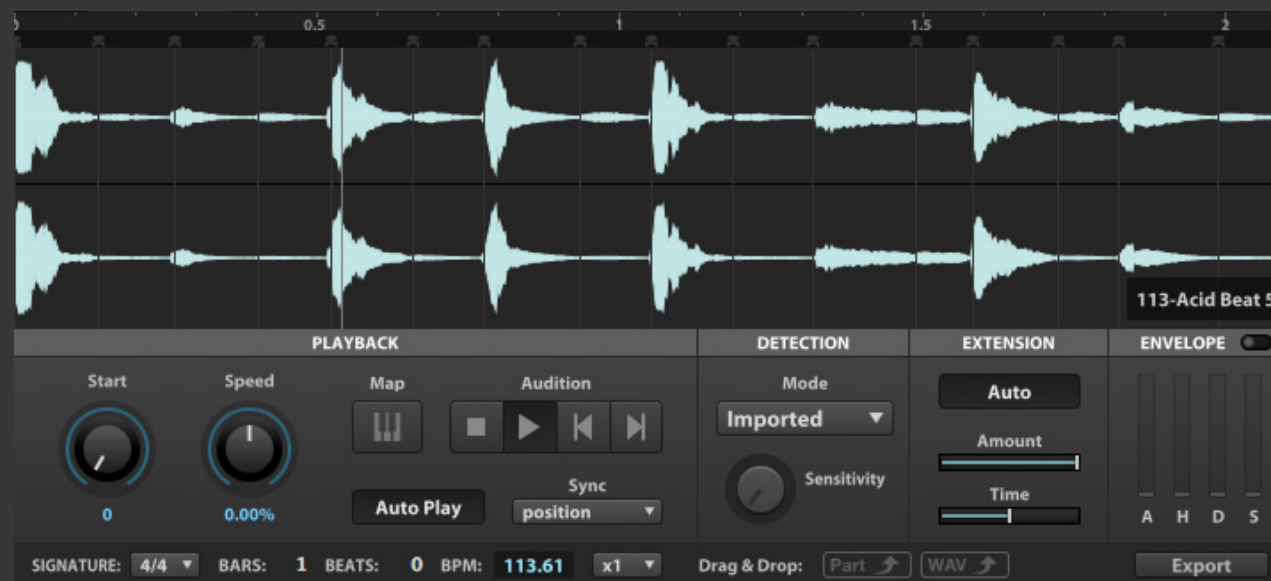 0.5 1 1.5 2
113-Acid Beat 5
PLAYBACK DETECTION EXTENSION ENVELOPE
Start Speed Map Audition Mode Auto
Imported
Amount
Sensitivity
Sync
Time
0 0.00% Auto Play position
A H D S
SIGNATURE: 4/4 BARS: 1 BEATS: 0 BPM: 113.61 x1 Drag & Drop: Part WAV Export